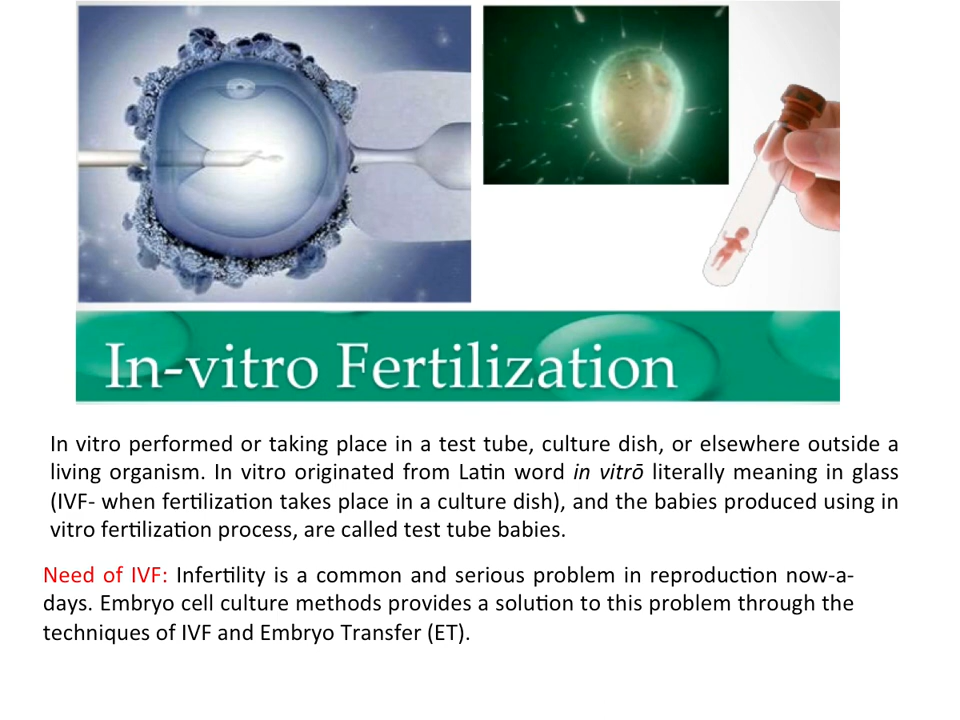 In-vitro Fertilization
In vitro performed or taking place in a test tube, culture dish, or elsewhere outside a
living organism. In vitro originated from Latin word in vitrō literally meaning in glass
(IVF- when fertilization takes place in a culture dish), and the babies produced using in
vitro fertilization process, are called test tube babies.
Need of IVF: Infertility is a common and serious problem in reproduction now-a-
days. Embryo cell culture methods provides a solution to this problem through the
techniques of IVF and Embryo Transfer (ET).